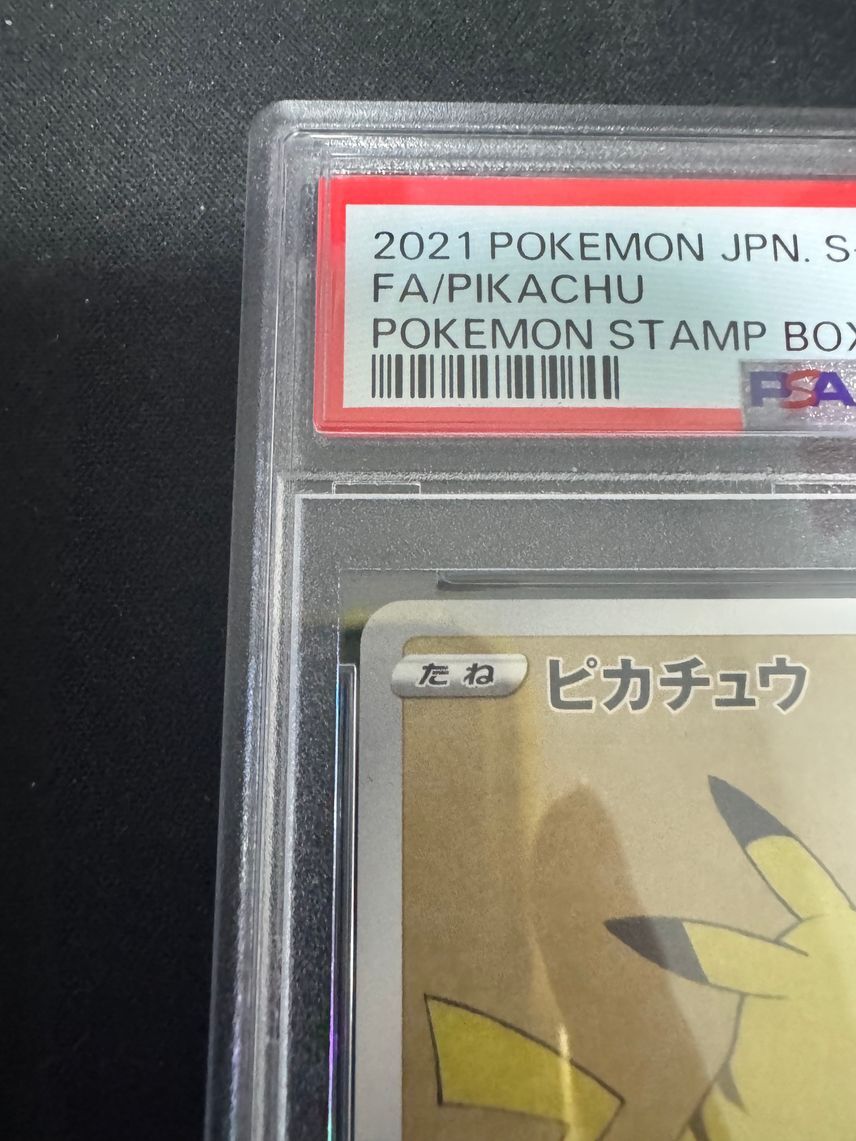 2021 POKEMON JPN. S
FA/PIKACHU
POKEMON STAMP BOX
PSA
たね ピカチュウ